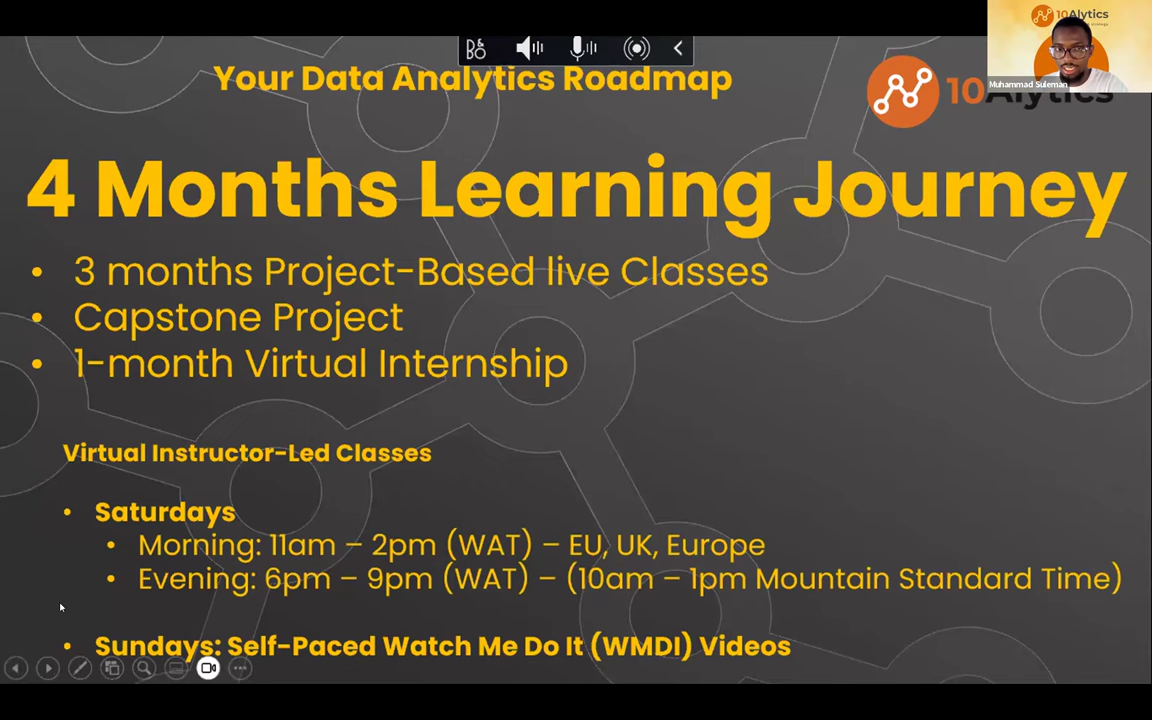 10Alytics
Muhammad Suleman
Your Data Analytics Roadmap
10Alytics
4 Months Learning Journey
• 3 months Project-Based live Classes
• Capstone Project
• 1-month Virtual Internship
Virtual Instructor-Led Classes
• Saturdays
• Morning: 11am – 2pm (WAT) – EU, UK, Europe
• Evening: 6pm – 9pm (WAT) – (10am – 1pm Mountain Standard Time)
• Sundays: Self-Paced Watch Me Do It (WMDI) Videos